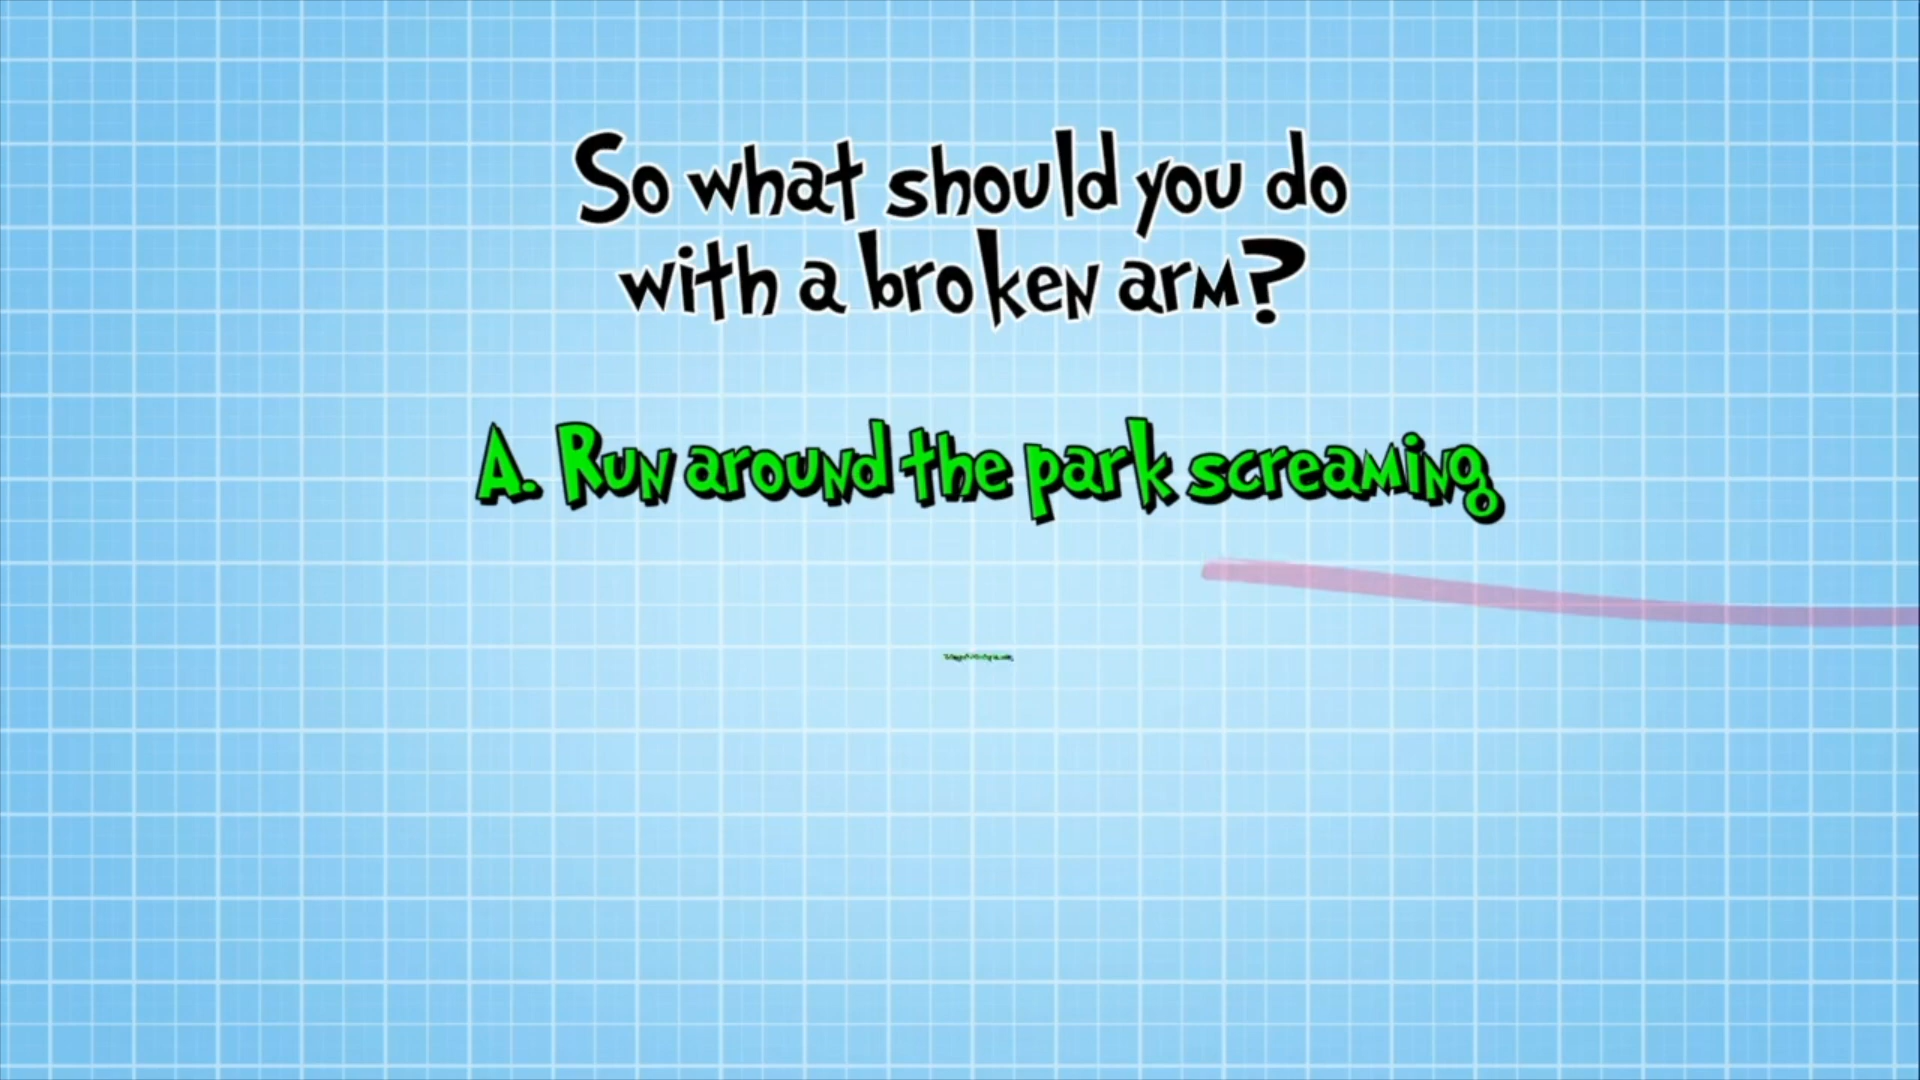 So what should you do
with a broken arm?
A. Run around the park screaming